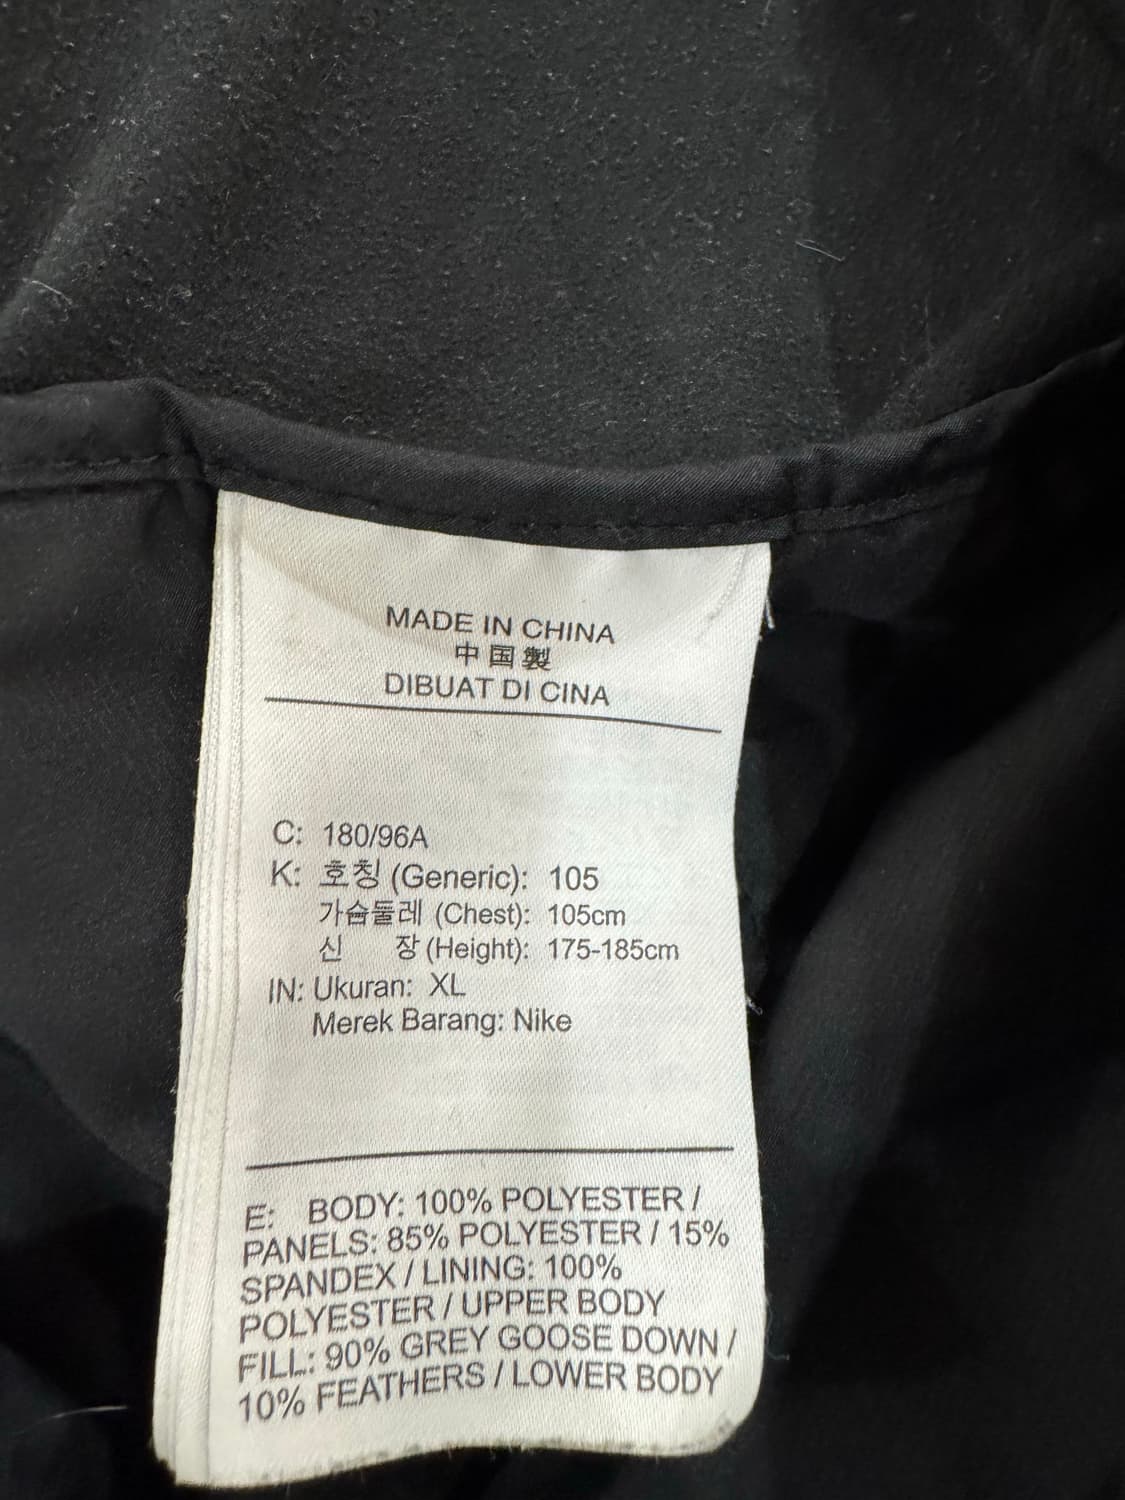 MADE IN CHINA
中国製
DIBUAT DI CINA
C: 180/96A
K: 호칭 (Generic): 105
가슴둘레 (Chest): 105cm
신 장 (Height): 175-185cm
IN: Ukuran: XL
Merek Barang: Nike
E: BODY: 100% POLYESTER /
PANELS: 85% POLYESTER / 15%
SPANDEX / LINING: 100%
POLYESTER / UPPER BODY
FILL: 90% GREY GOOSE DOWN /
10% FEATHERS / LOWER BODY